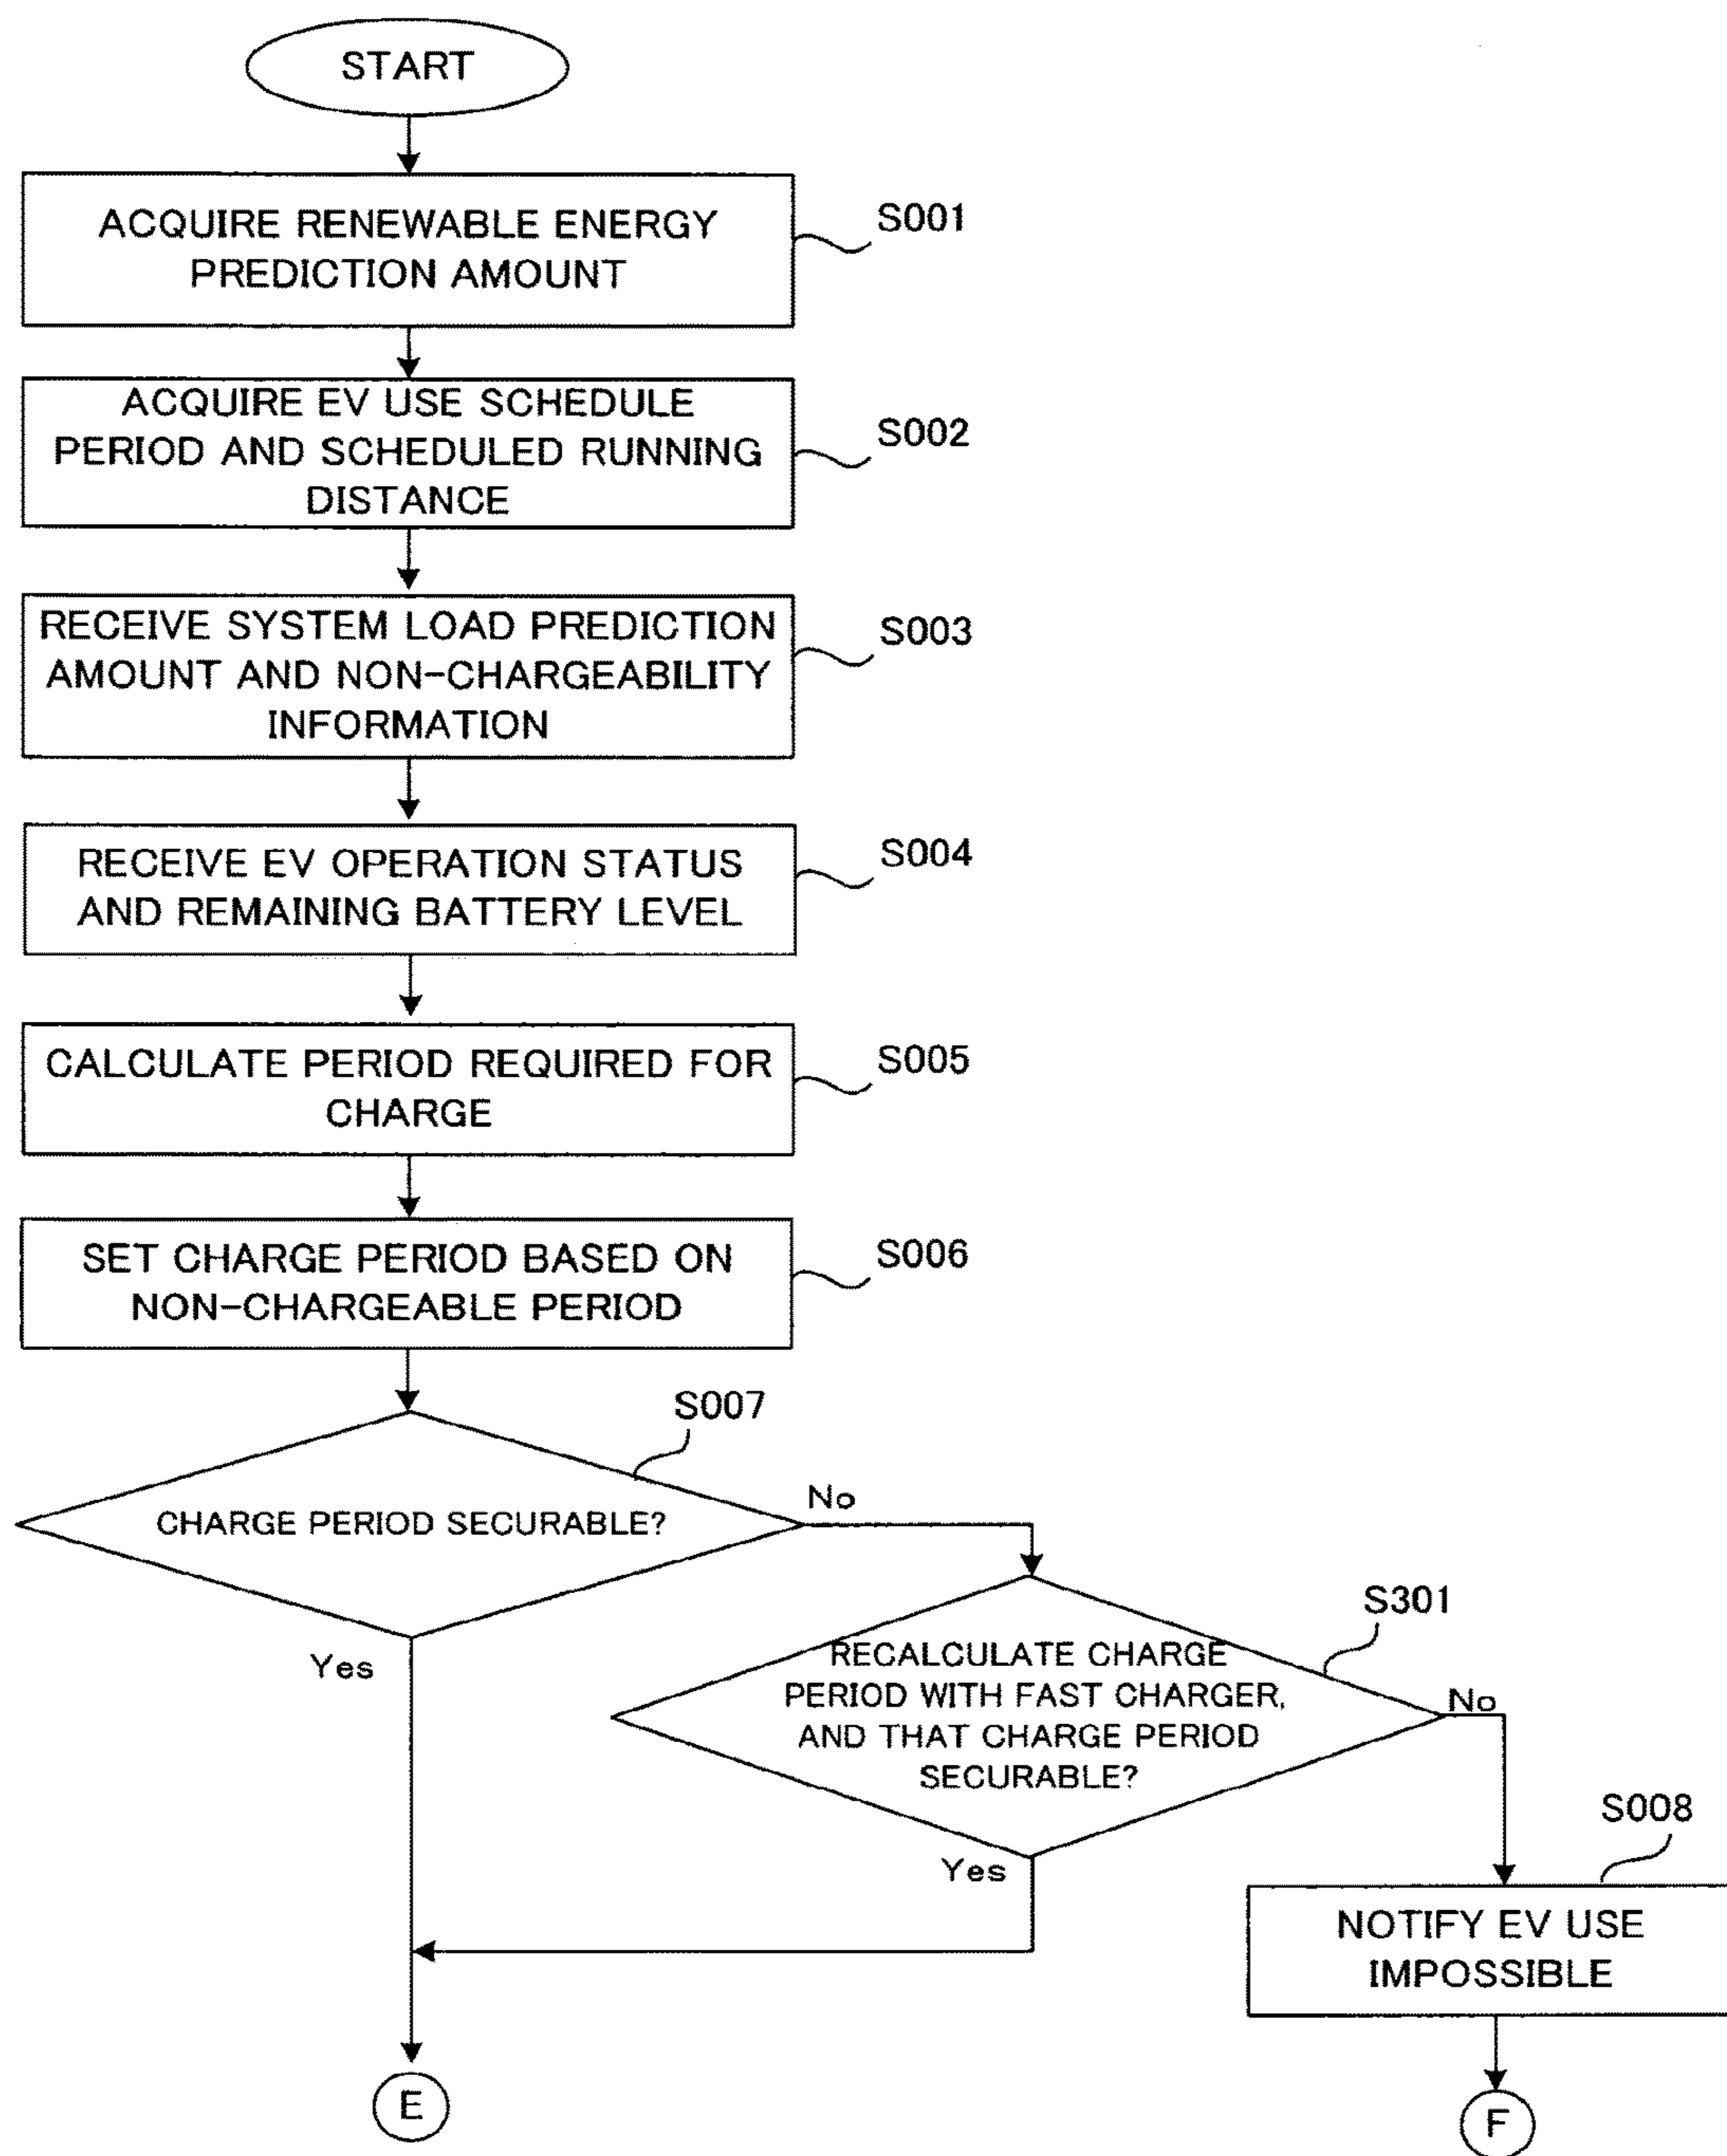 START
ACQUIRE RENEWABLE ENERGY
PREDICTION AMOUNT
S001
ACQUIRE EV USE SCHEDULE
PERIOD AND SCHEDULED RUNNING
DISTANCE
S002
RECEIVE SYSTEM LOAD PREDICTION
AMOUNT AND NON-CHARGEABILITY
INFORMATION
S003
RECEIVE EV OPERATION STATUS
AND REMAINING BATTERY LEVEL
S004
CALCULATE PERIOD REQUIRED FOR
CHARGE
S005
SET CHARGE PERIOD BASED ON
NON-CHARGEABLE PERIOD
S006
S007
CHARGE PERIOD SECURABLE?
No
Yes
S301
RECALCULATE CHARGE
PERIOD WITH FAST CHARGER,
AND THAT CHARGE PERIOD
SECURABLE?
No
Yes
S008
NOTIFY EV USE
IMPOSSIBLE
E
F